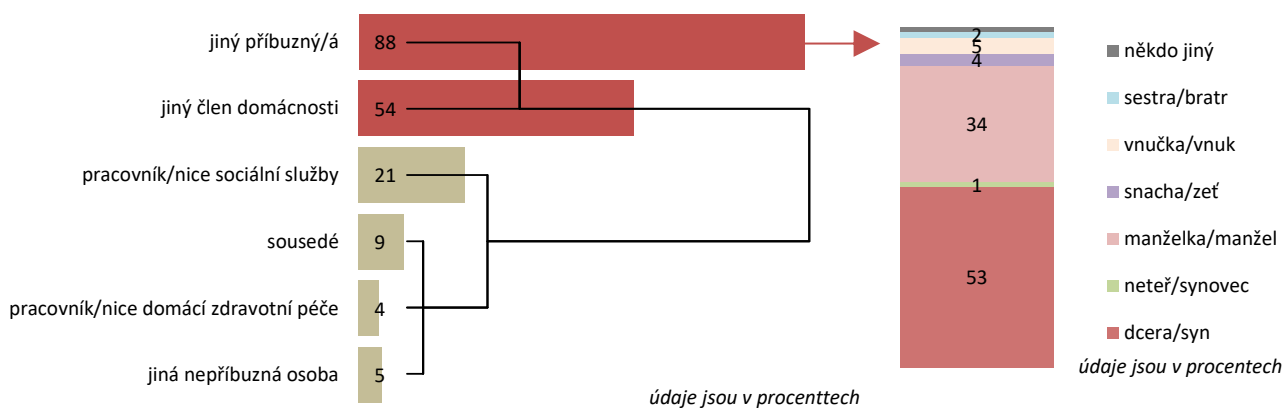 jiný příbuzný/á
88
jiný člen domácnosti
54
pracovník/nice sociální služby
21
sousedé
9
pracovník/nice domácí zdravotní péče
4
jiná nepříbuzná osoba
5
údaje jsou v procenttech
2
5
4
34
1
53
někdo jiný
sestra/bratr
vnučka/vnuk
snacha/zeť
manželka/manžel
neteř/synovec
dcera/syn
údaje jsou v procentech